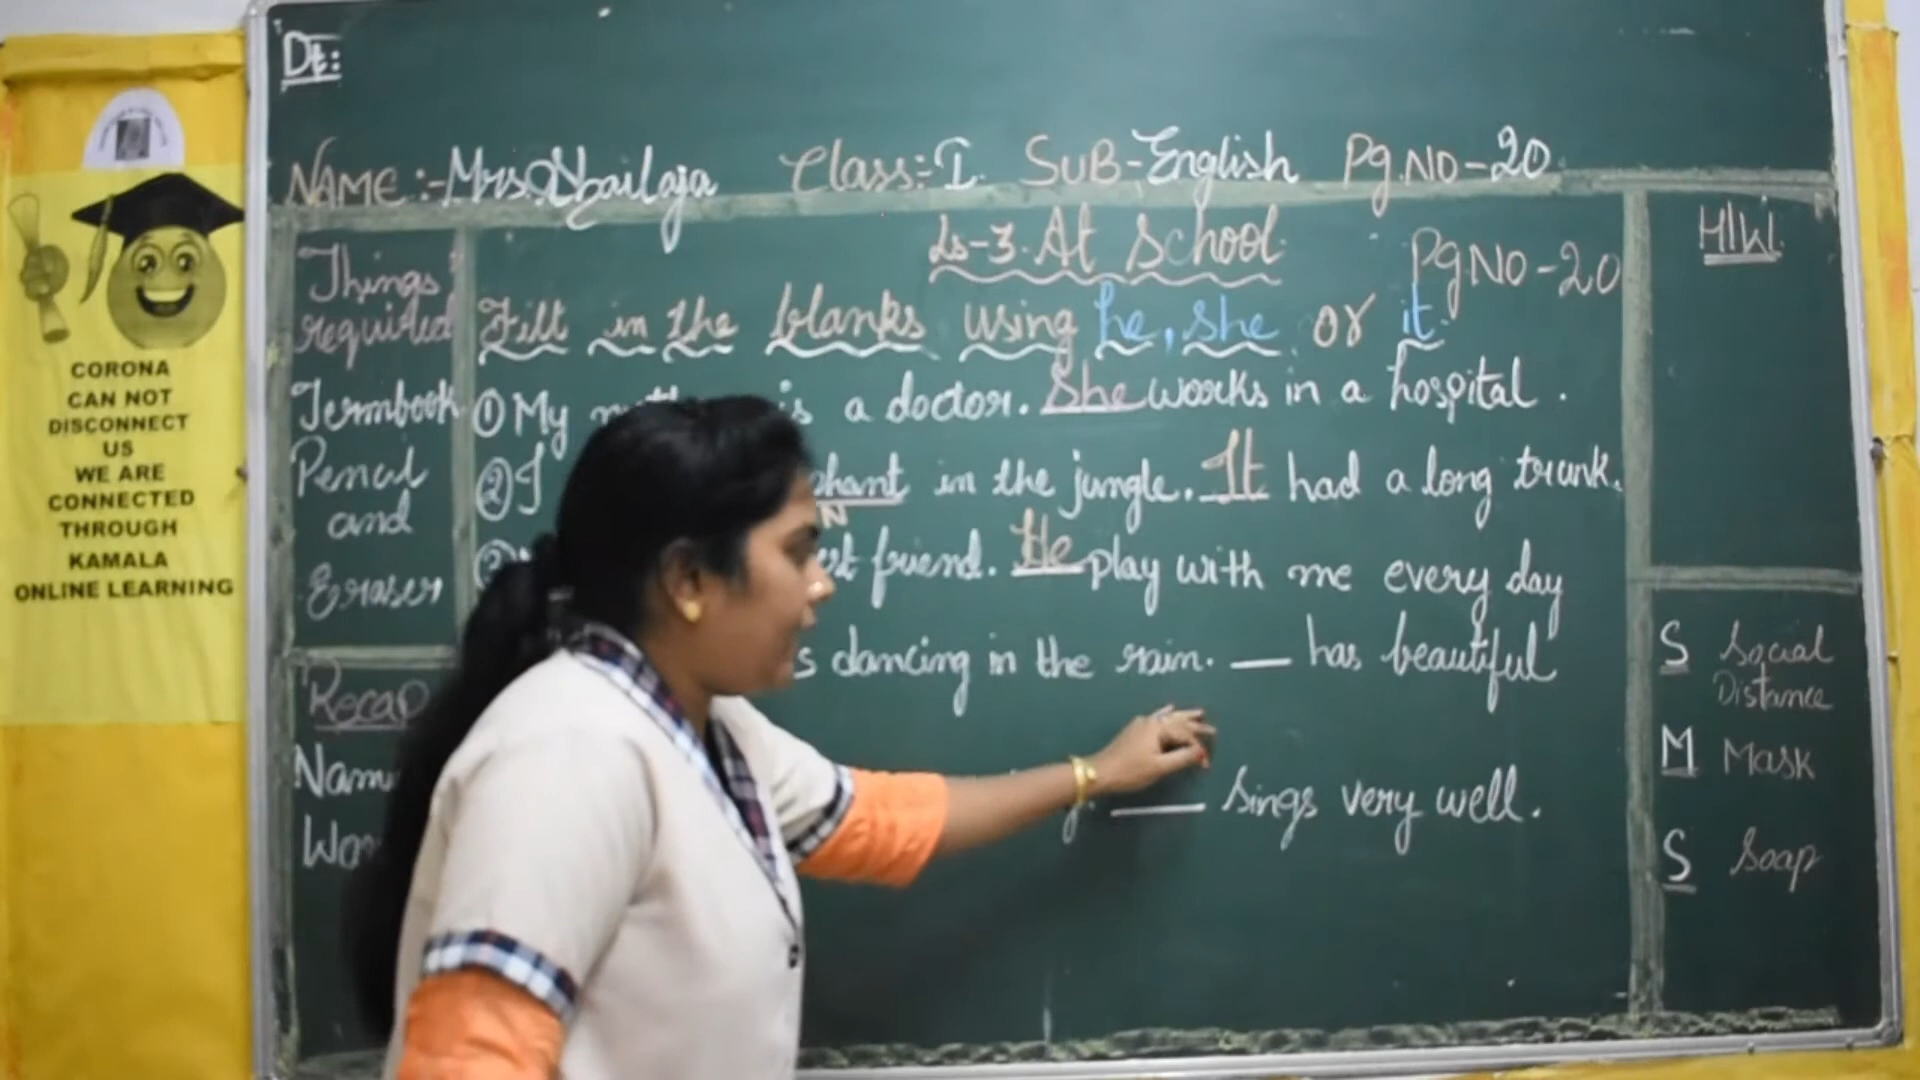 Dt:
NAME:-Mrs.Shailaja Class:-I. SUB-English Pg.NO-20
Ls-3. At School
Pg NO-20
H/W.
Things
required
Termbook
Pencil
and
Eraser
Recap
Fill in the blanks using he, she or it.
① My is a doctor. She works in a hospital.
② I in the jungle. It had a long trunk.
friend. He play with me every day
dancing in the rain. __ has beautiful
___ sings very well.
S Social
Distance
M Mask
S Soap
CORONA
CAN NOT
DISCONNECT
US
WE ARE
CONNECTED
THROUGH
KAMALA
ONLINE LEARNING